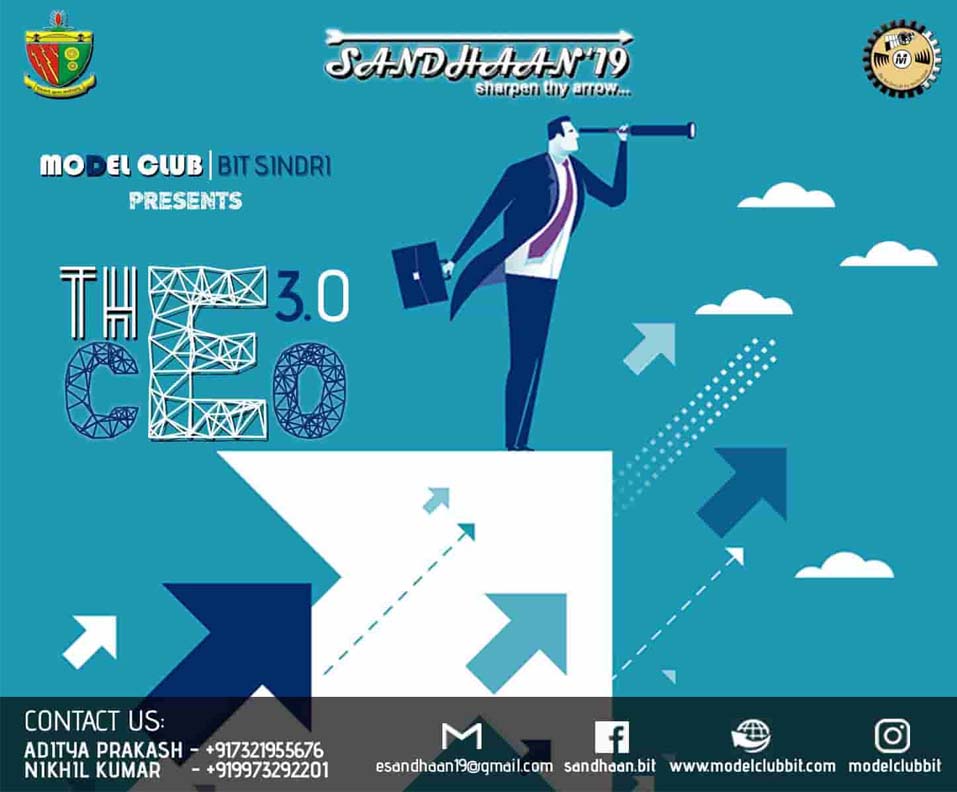 SANDHAAN'19
sharpen thy arrow...
MODEL CLUB | BIT SINDRI
PRESENTS
THE 3.0
CEO
CONTACT US:
ADITYA PRAKASH - +917321955676
NIKHIL KUMAR - +919973292201
esandhaan19@gmail.com
sandhaan.bit
www.modelclubbit.com
modelclubbit